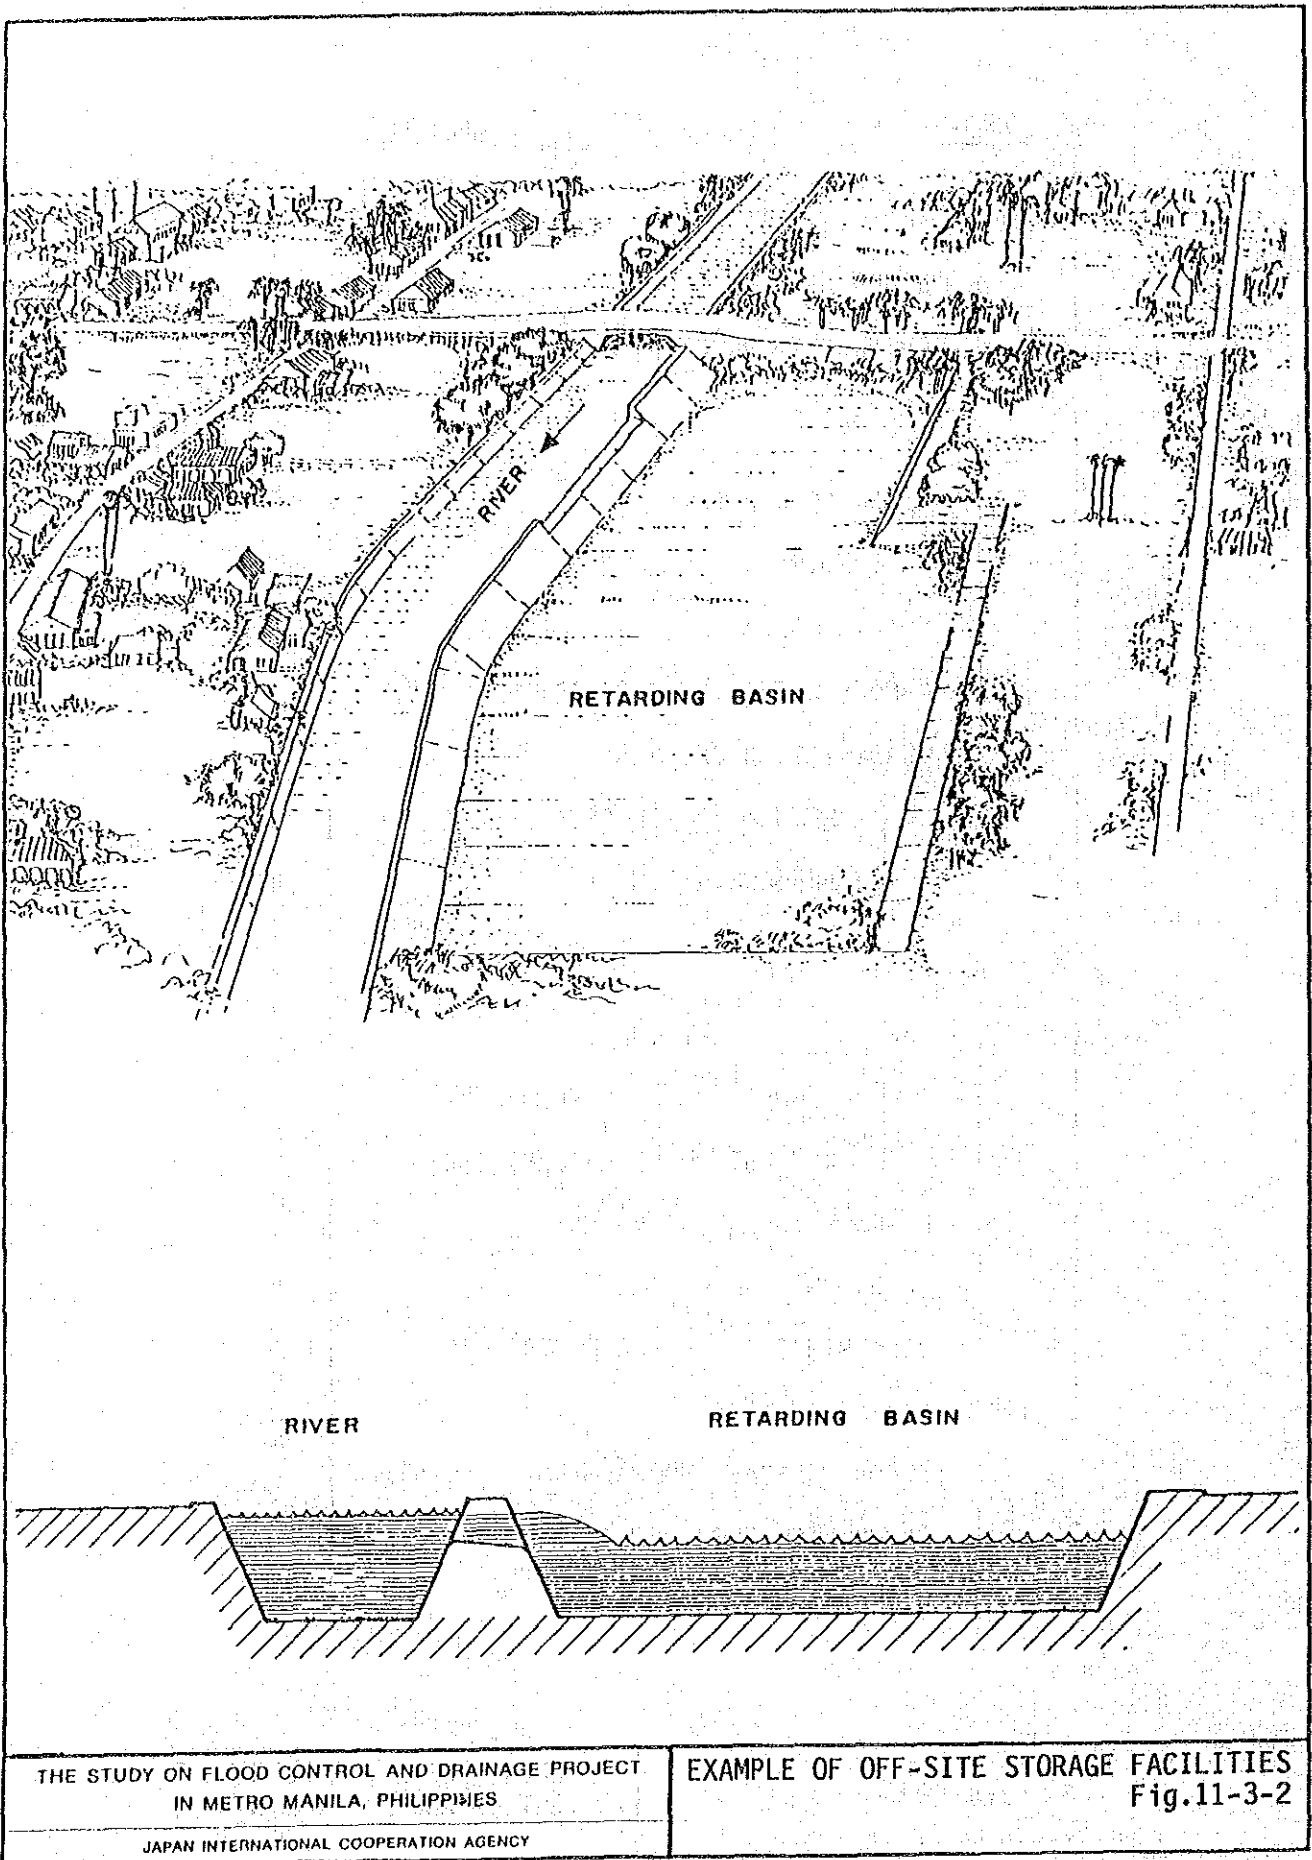 RIVER
RETARDING BASIN
RIVER
RETARDING BASIN
THE STUDY ON FLOOD CONTROL AND DRAINAGE PROJECT
IN METRO MANILA, PHILIPPINES
JAPAN INTERNATIONAL COOPERATION AGENCY
EXAMPLE OF OFF-SITE STORAGE FACILITIES
Fig.11-3-2